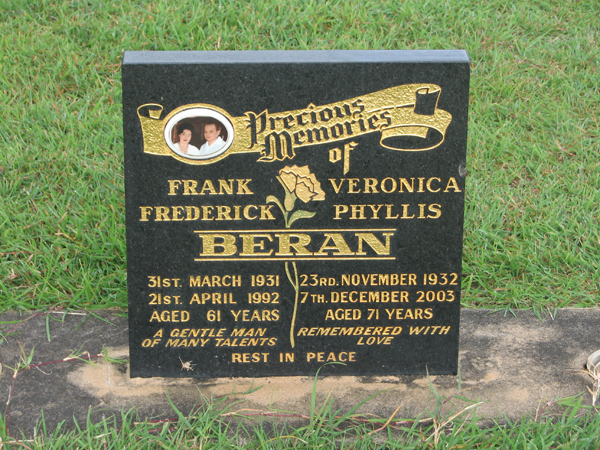 Precious
Memories
of
FRANK VERONICA
FREDERICK PHYLLIS
BERAN
31ST. MARCH 1931 23RD. NOVEMBER 1932
21ST. APRIL 1992 7TH. DECEMBER 2003
AGED 61 YEARS AGED 71 YEARS
A GENTLE MAN REMEMBERED WITH
OF MANY TALENTS LOVE
REST IN PEACE